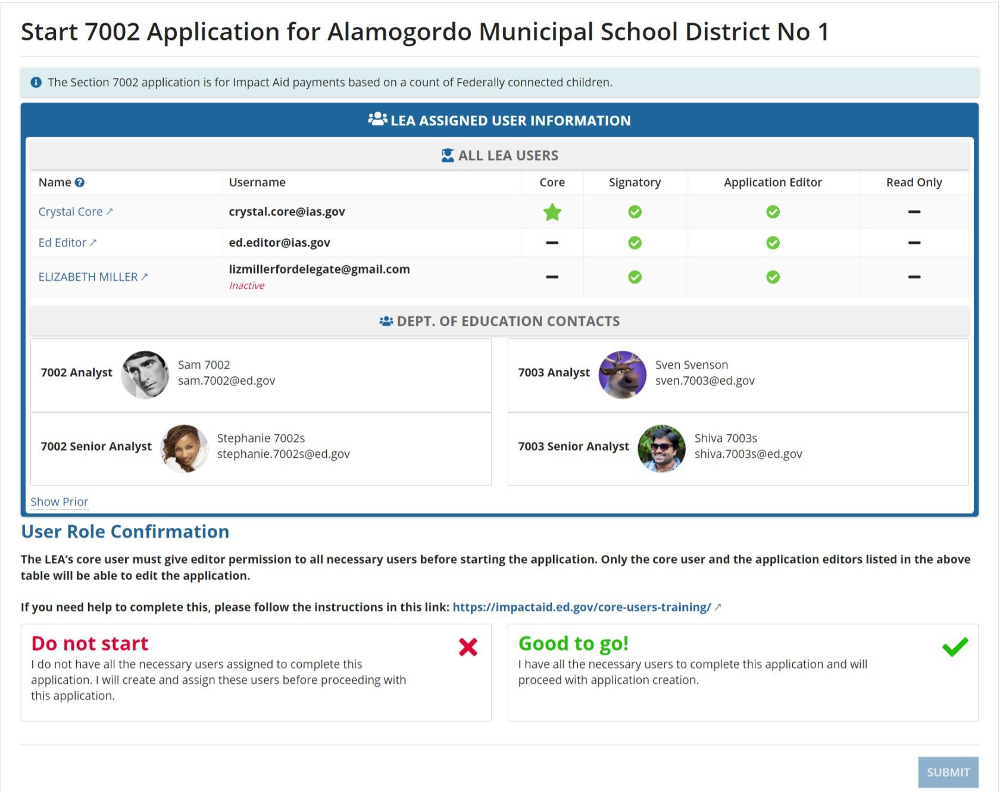 Start 7002 Application for Alamogordo Municipal School District No 1
The Section 7002 application is for Impact Aid payments based on a count of Federally connected children.
LEA ASSIGNED USER INFORMATION
ALL LEA USERS
Name Username Core Signatory Application Editor Read Only
Crystal Core crystal.core@ias.gov
Ed Editor ed.editor@ias.gov
ELIZABETH MILLER lizmillerfordelegate@gmail.com
Inactive
DEPT. OF EDUCATION CONTACTS
7002 Analyst
Sam 7002
sam.7002@ed.gov
7003 Analyst
Sven Svenson
sven.7003@ed.gov
7002 Senior Analyst
Stephanie 7002s
stephanie.7002s@ed.gov
7003 Senior Analyst
Shiva 7003s
shiva.7003s@ed.gov
Show Prior
User Role Confirmation
The LEA’s core user must give editor permission to all necessary users before starting the application. Only the core user and the application editors listed in the above
table will be able to edit the application.
If you need help to complete this, please follow the instructions in this link: https://impactaid.ed.gov/core-users-training/
Do not start
I do not have all the necessary users assigned to complete this
application. I will create and assign these users before proceeding with
this application.
Good to go!
I have all the necessary users to complete this application and will
proceed with application creation.
SUBMIT